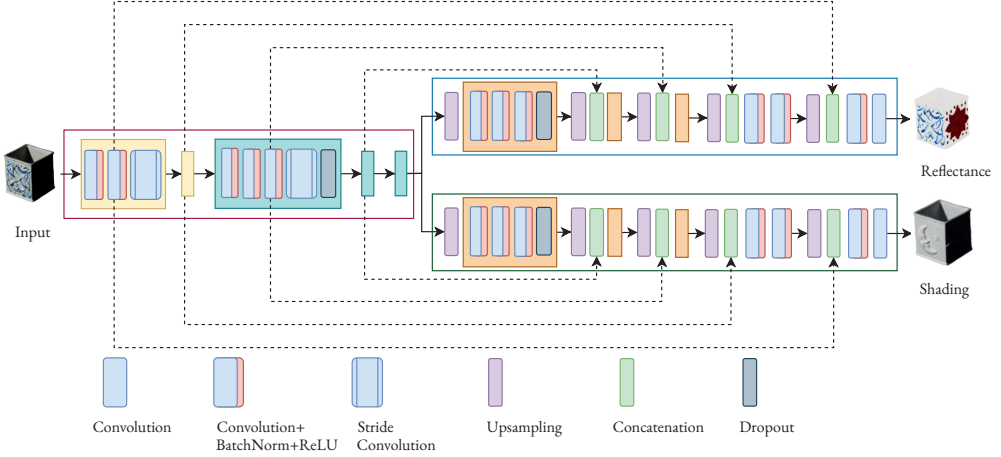 Reflectance
Input
Shading
Convolution
Convolution+
BatchNorm+ReLU
Stride
Convolution
Upsampling
Concatenation
Dropout